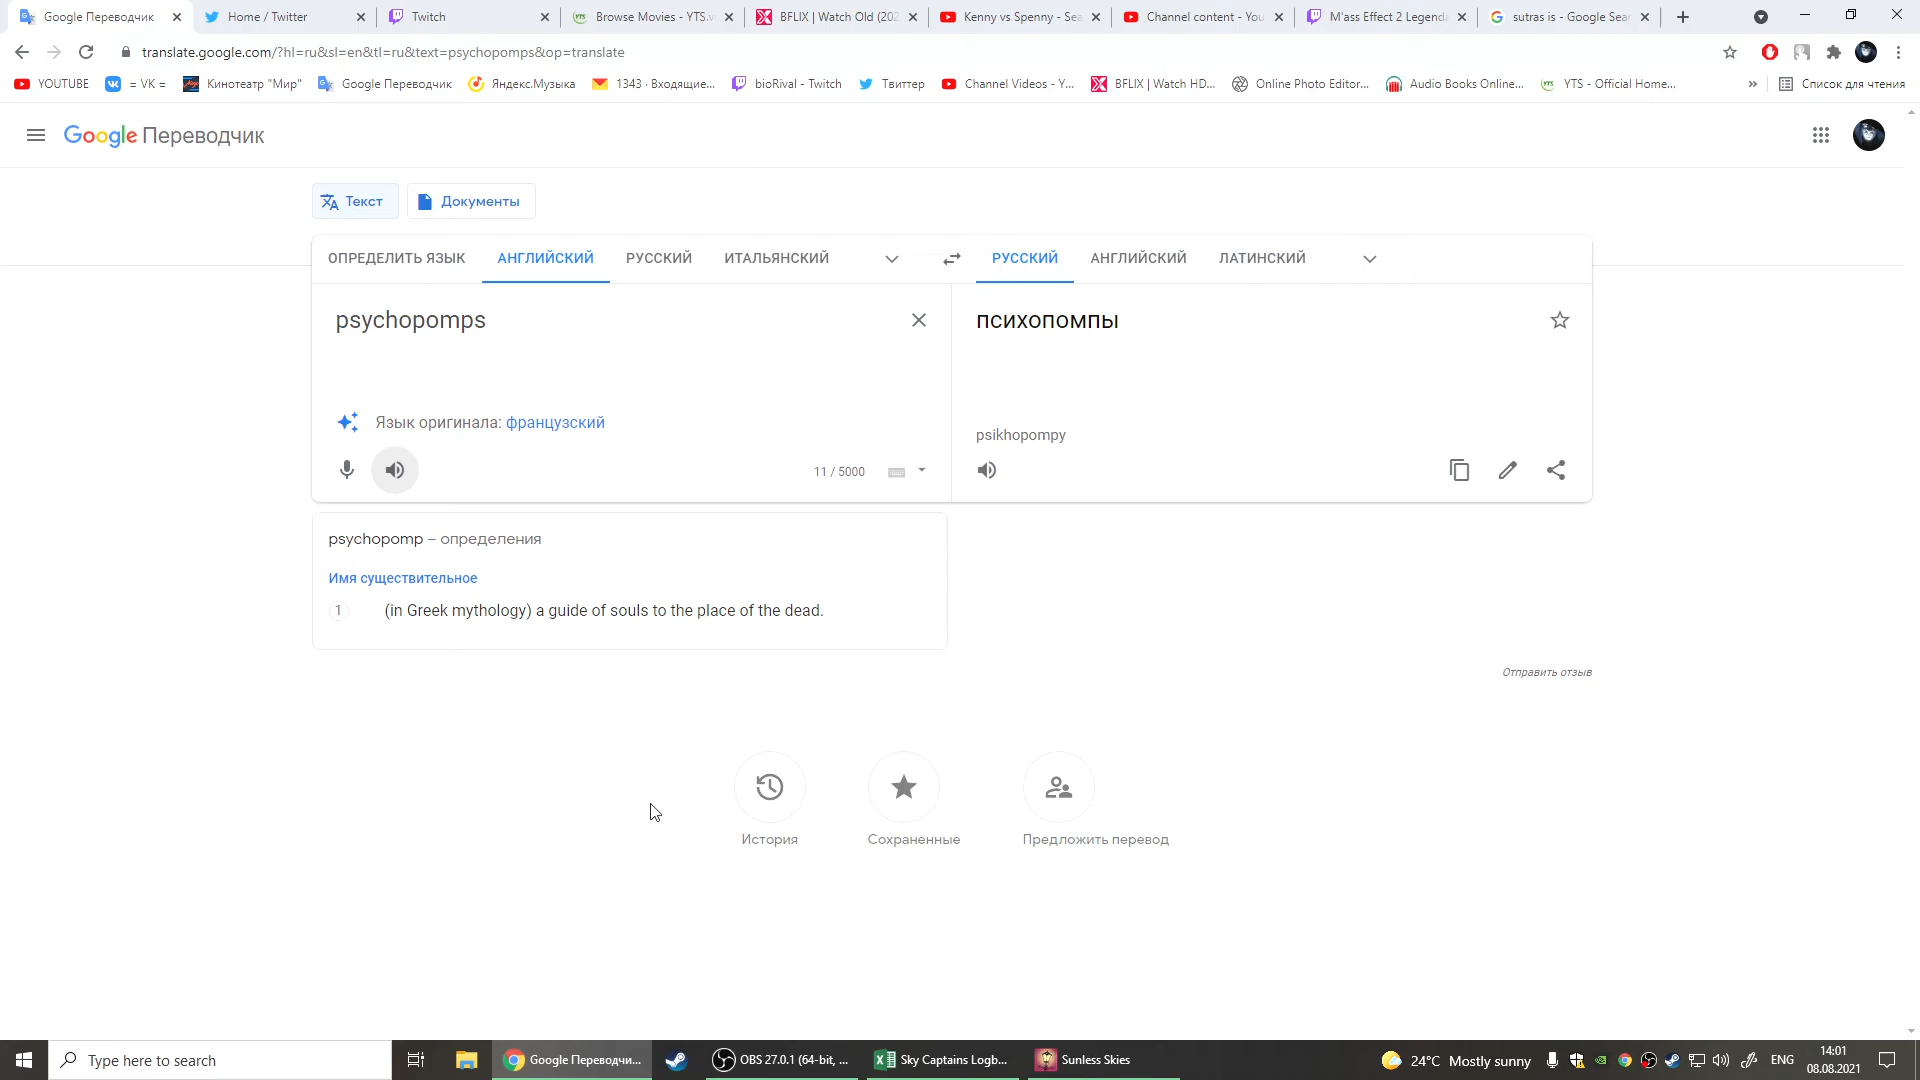 Google Переводчик
Home / Twitter
Twitch
Browse Movies - YTS.
BFLIX | Watch Old (202
Kenny vs Spenny - Sea
Channel content - You
M'ass Effect 2 Legenda
sutras is - Google Sea
translate.google.com/?hl=ru&sl=en&tl=ru&text=psychopomps&op=translate
YOUTUBE
= VK =
Кинотеатр "Мир"
Google Переводчик
Яндекс.Музыка
1343 · Входящие...
bioRival - Twitch
Твиттер
Channel Videos - Y...
BFLIX | Watch HD...
Online Photo Editor...
Audio Books Online...
YTS - Official Home...
»
Список для чтения
Google Переводчик
Текст
Документы
ОПРЕДЕЛИТЬ ЯЗЫК
АНГЛИЙСКИЙ
РУССКИЙ
ИТАЛЬЯНСКИЙ
РУССКИЙ
АНГЛИЙСКИЙ
ЛАТИНСКИЙ
psychopomps
психопомпы
Язык оригинала: французский
psikhopompy
11 / 5000
psychopomp – определения
Имя существительное
1
(in Greek mythology) a guide of souls to the place of the dead.
Отправить отзыв
История
Сохраненные
Предложить перевод
Type here to search
Google Переводчи...
OBS 27.0.1 (64-bit, ...
Sky Captains Logb...
Sunless Skies
24°C Mostly sunny
ENG
14:01
08.08.2021